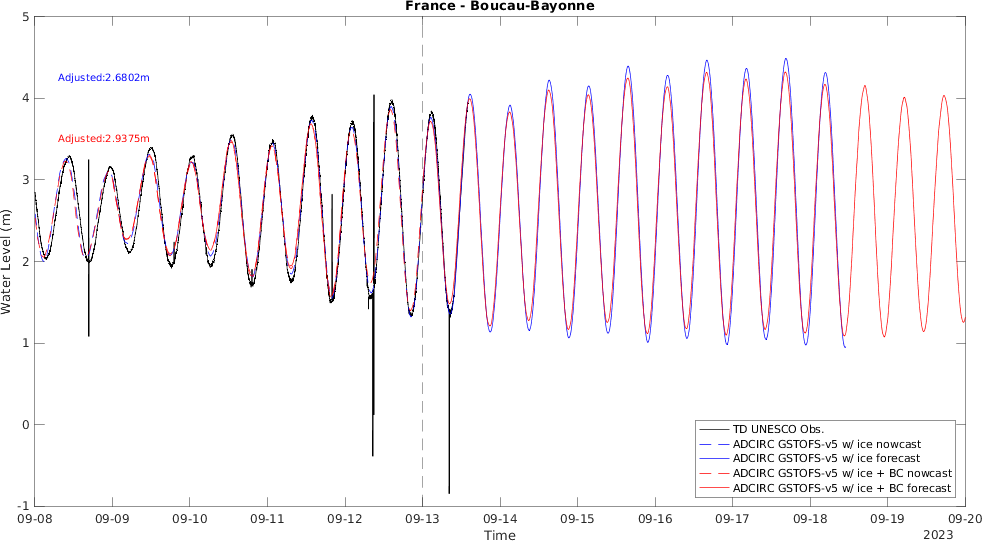 France - Boucau-Bayonne
5
4
3
2
1
0
-1
Water Level (m)
Adjusted:2.6802m
Adjusted:2.9375m
TD UNESCO Obs.
ADCIRC GSTOFS-v5 w/ ice nowcast
ADCIRC GSTOFS-v5 w/ ice forecast
ADCIRC GSTOFS-v5 w/ ice + BC nowcast
ADCIRC GSTOFS-v5 w/ ice + BC forecast
09-08 09-09 09-10 09-11 09-12 09-13 09-14 09-15 09-16 09-17 09-18 09-19 09-20
Time
2023